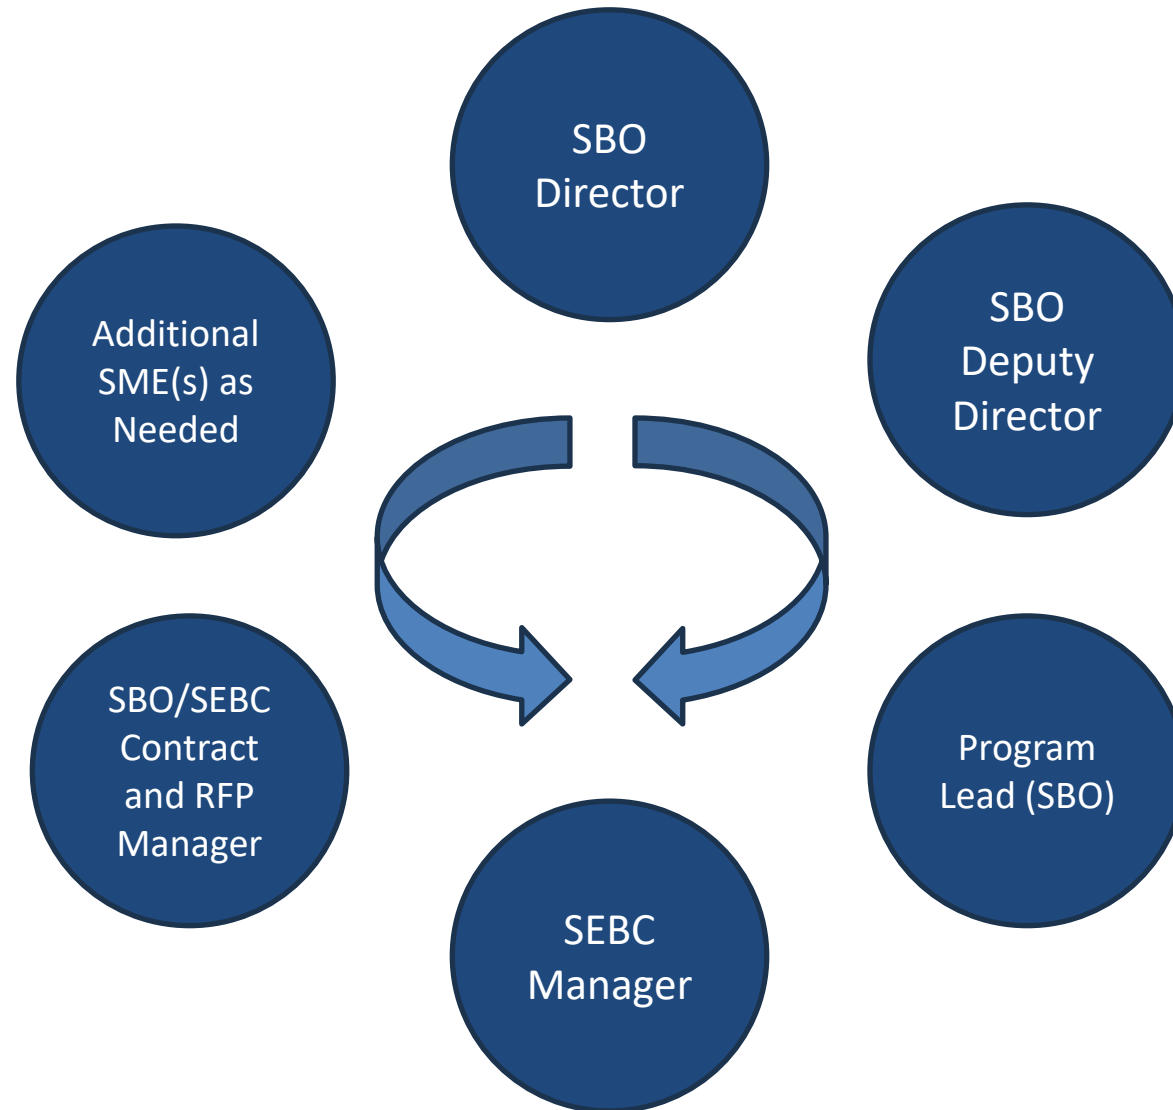 SBO
Director
SBO
Deputy
Director
Program
Lead (SBO)
SEBC
Manager
SBO/SEBC
Contract
and RFP
Manager
Additional
SME(s) as
Needed